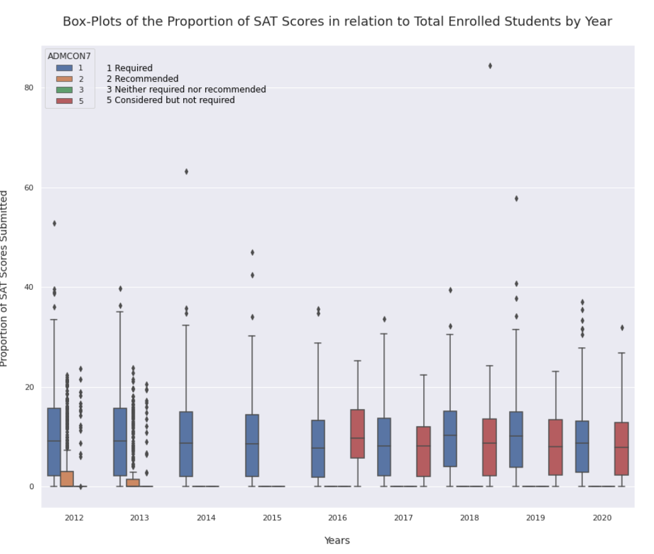 Box-Plots of the Proportion of SAT Scores in relation to Total Enrolled Students by Year
ADMCON7
1 1 Required
2 2 Recommended
3 3 Neither required nor recommended
5 5 Considered but not required
80
60
40
20
0
Proportion of SAT Scores Submitted
2012 2013 2014 2015 2016 2017 2018 2019 2020
Years